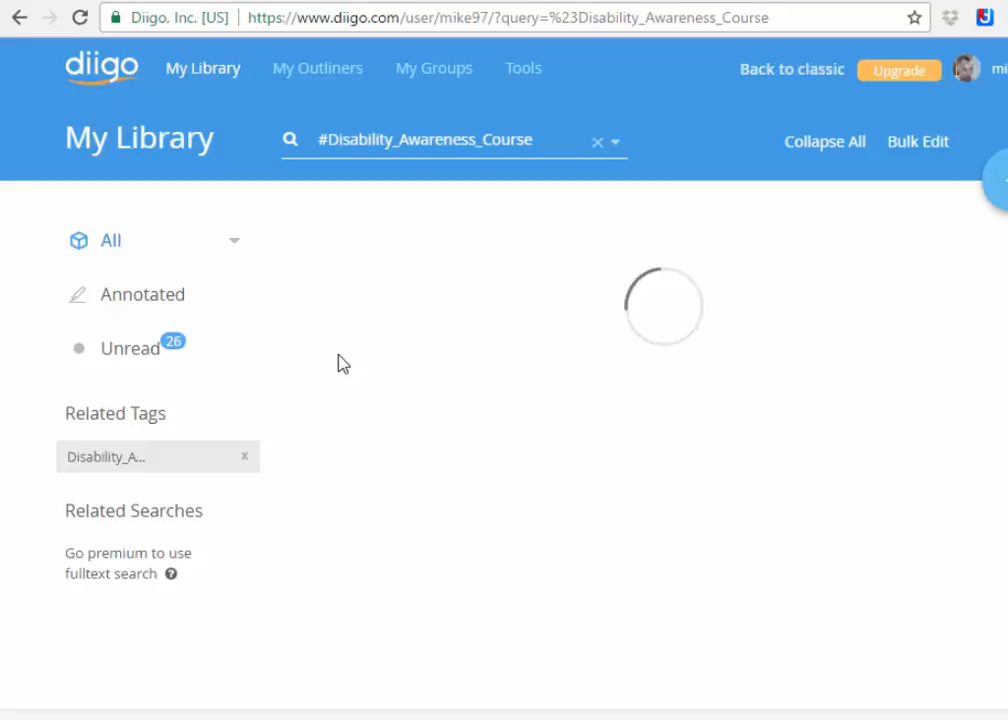 Diigo, Inc. [US] https://www.diigo.com/user/mike97/?query=%23Disability_Awareness_Course
diigo My Library My Outliners My Groups Tools Back to classic Upgrade
My Library #Disability_Awareness_Course × Collapse All Bulk Edit
All
Annotated
Unread 26
Related Tags
Disability_A... x
Related Searches
Go premium to use
fulltext search ?